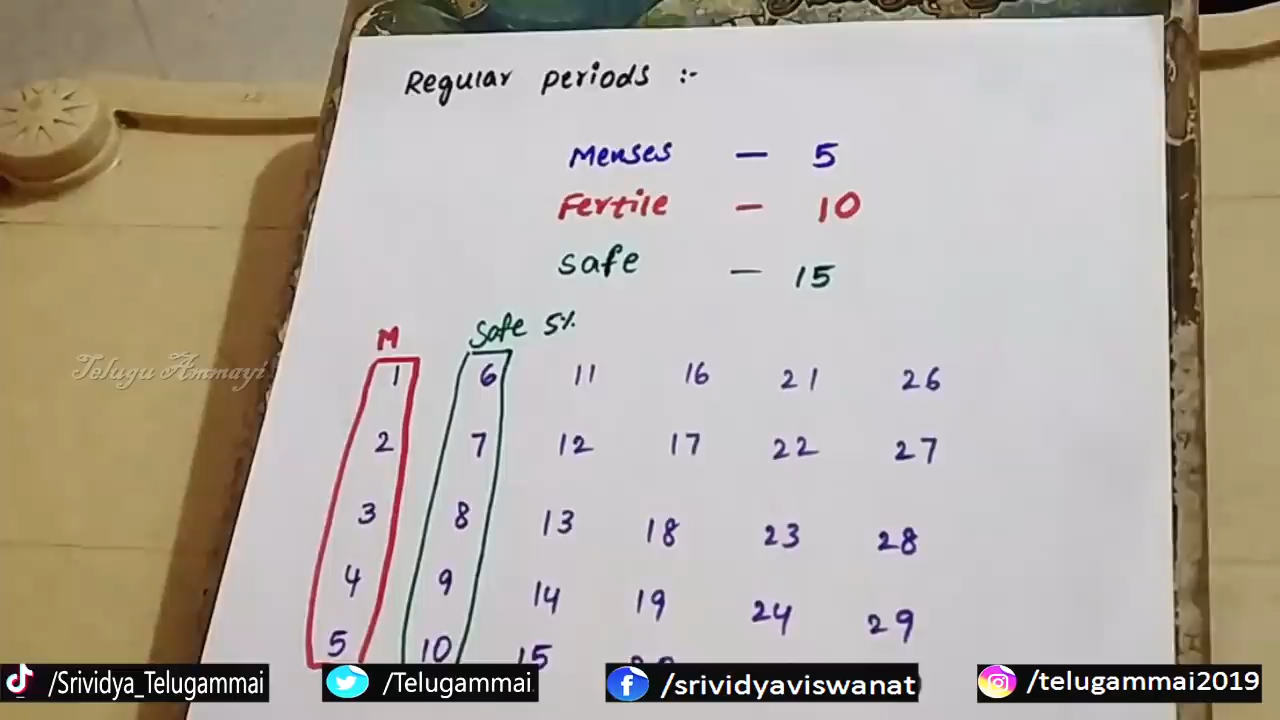 Regular periods :-
Menses — 5
Fertile — 10
safe — 15
M
Safe 5%
1 6 11 16 21 26
2 7 12 17 22 27
3 8 13 18 23 28
4 9 14 19 24 29
5 10 15
Telugu Ammayi
/Srividya_Telugammai
/Telugammai
/srividyaviswanat
/telugammai2019